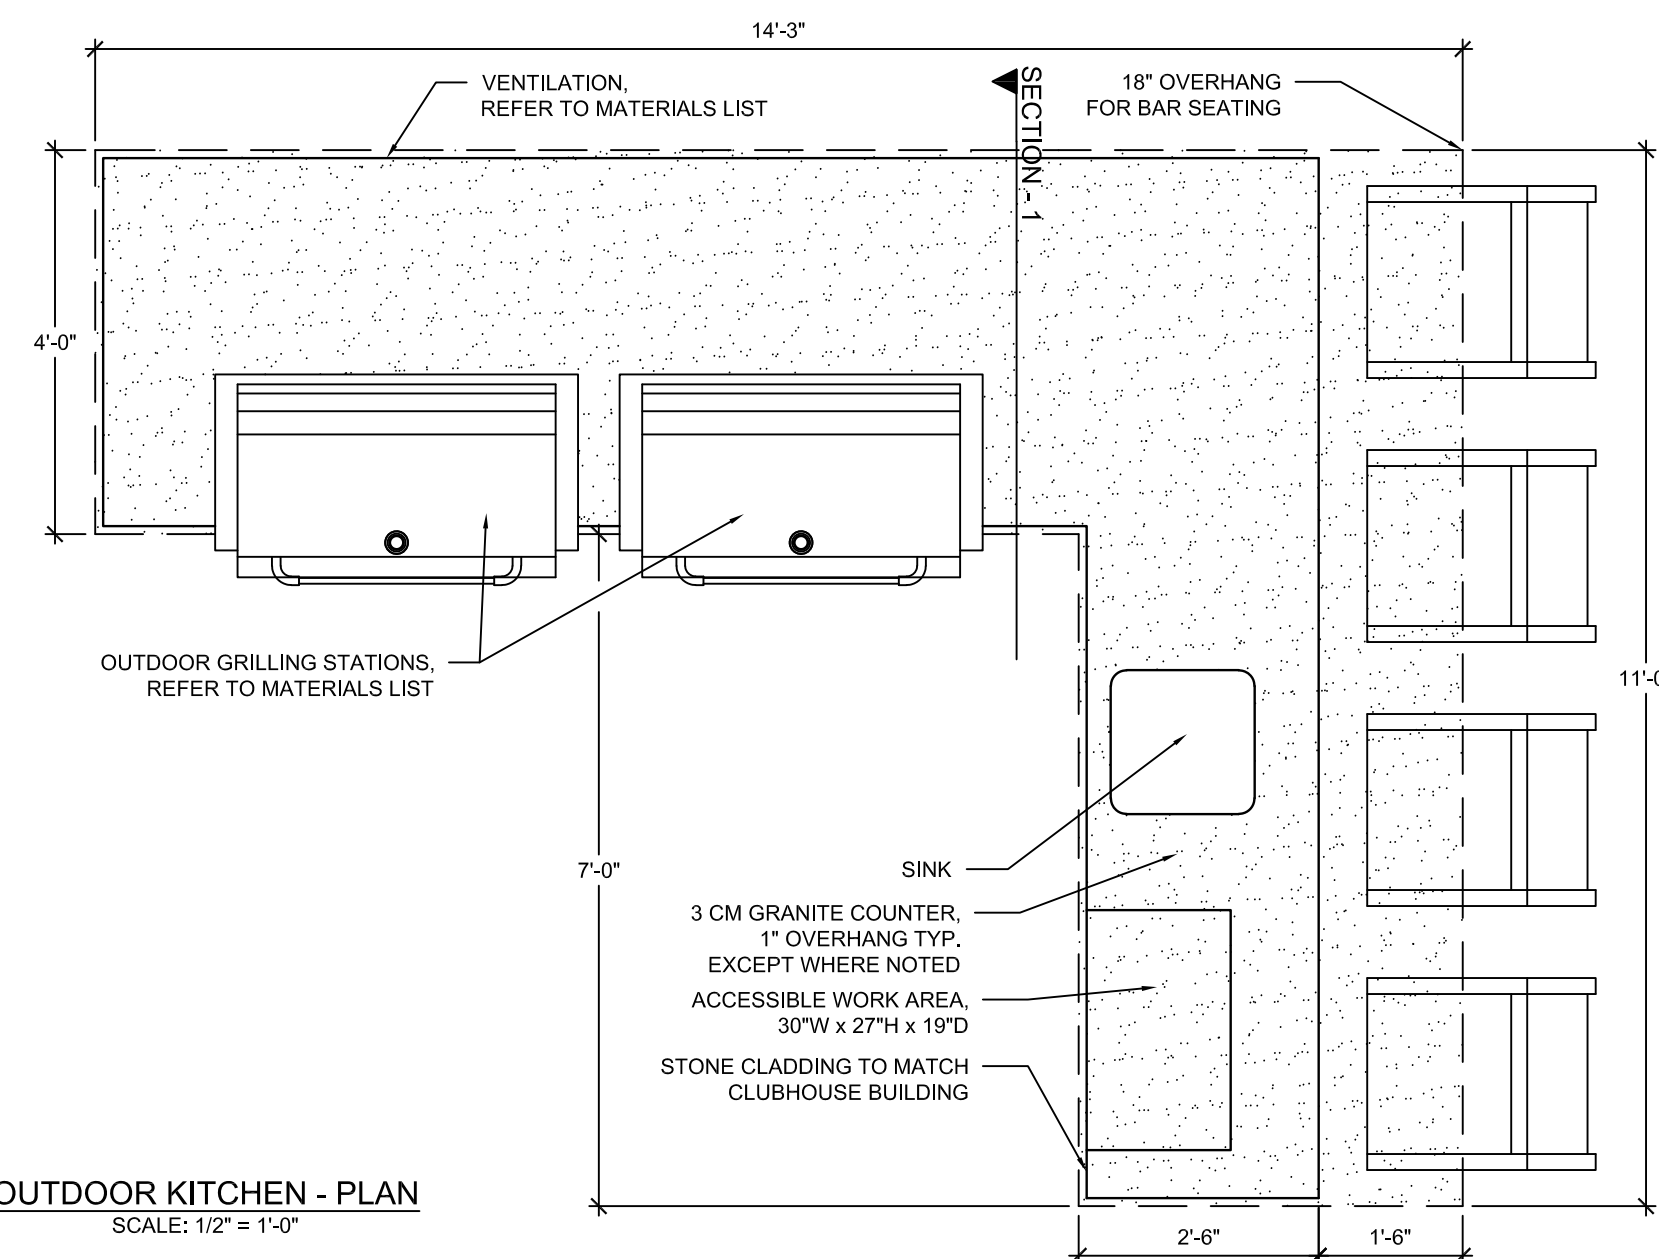 14'-3"
VENTILATION,
REFER TO MATERIALS LIST
SECTION - 1
18" OVERHANG
FOR BAR SEATING
4'-0"
OUTDOOR GRILLING STATIONS,
REFER TO MATERIALS LIST
11'-0
7'-0"
SINK
3 CM GRANITE COUNTER,
1" OVERHANG TYP.
EXCEPT WHERE NOTED
ACCESSIBLE WORK AREA,
30"W x 27"H x 19"D
STONE CLADDING TO MATCH
CLUBHOUSE BUILDING
OUTDOOR KITCHEN - PLAN
SCALE: 1/2" = 1'-0"
2'-6"
1'-6"